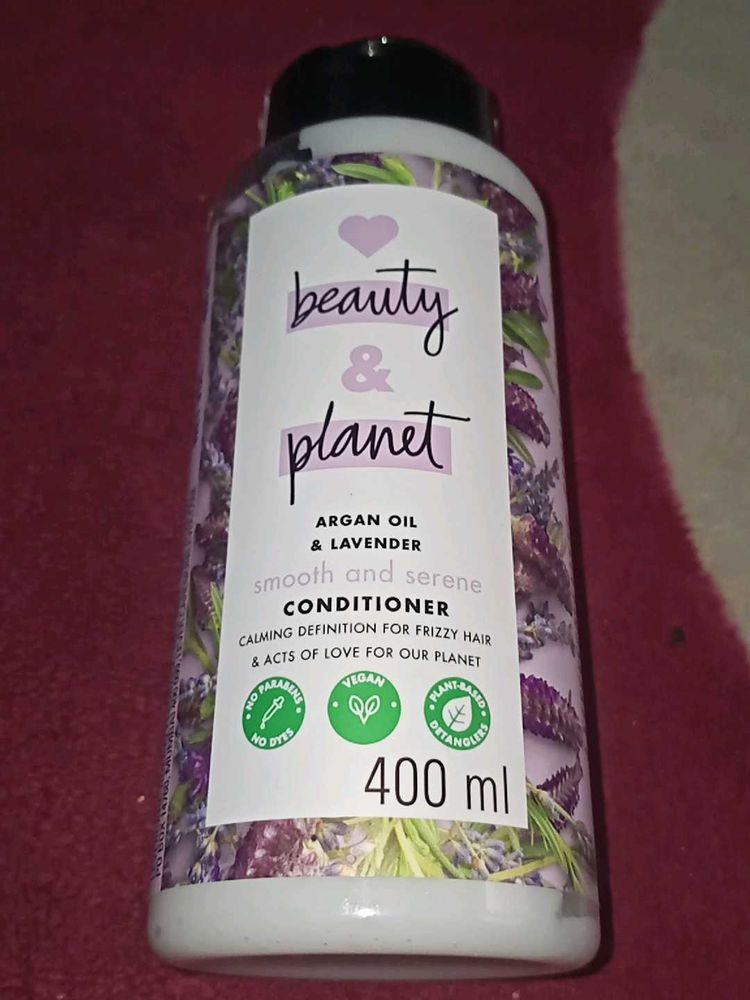 beauty
&
planet
ARGAN OIL
& LAVENDER
smooth and serene
CONDITIONER
CALMING DEFINITION FOR FRIZZY HAIR
& ACTS OF LOVE FOR OUR PLANET
NO PARABENS
NO DYES
VEGAN
PLANT-BASED
DETANGLERS
400 ml